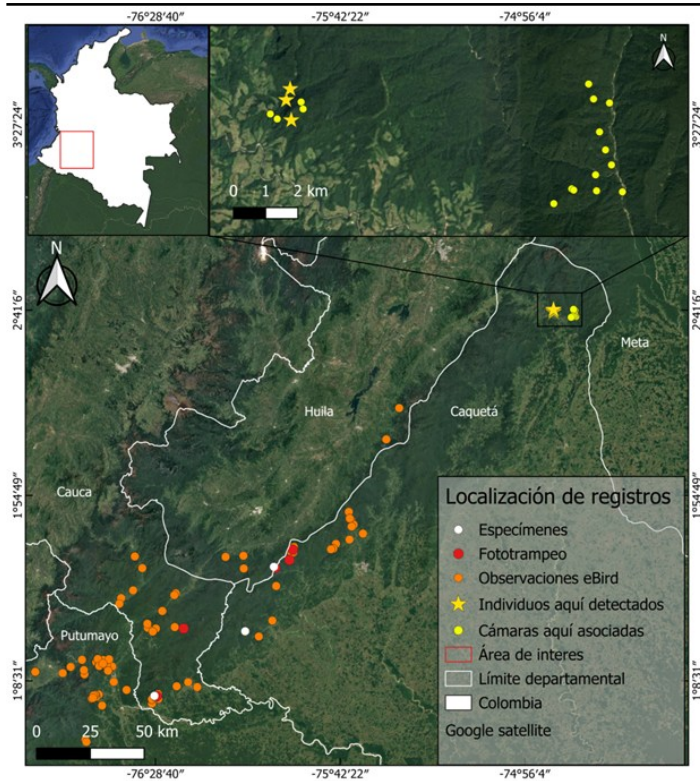 -76°28′40″ -75°42′22″ -74°56′4″
N
3°27′24″
3°27′24″
0 1 2 km
N
2°41′6″
2°41′6″
Meta
Huila
Caquetá
Cauca
1°54′49″
1°54′49″
Localización de registros
Especímenes
Fototrampeo
Observaciones eBird
Individuos aquí detectados
Cámaras aquí asociadas
Área de interes
Límite departamental
Colombia
Google satellite
Putumayo
1°8′31″
1°8′31″
0 25 50 km
-76°28′40″ -75°42′22″ -74°56′4″